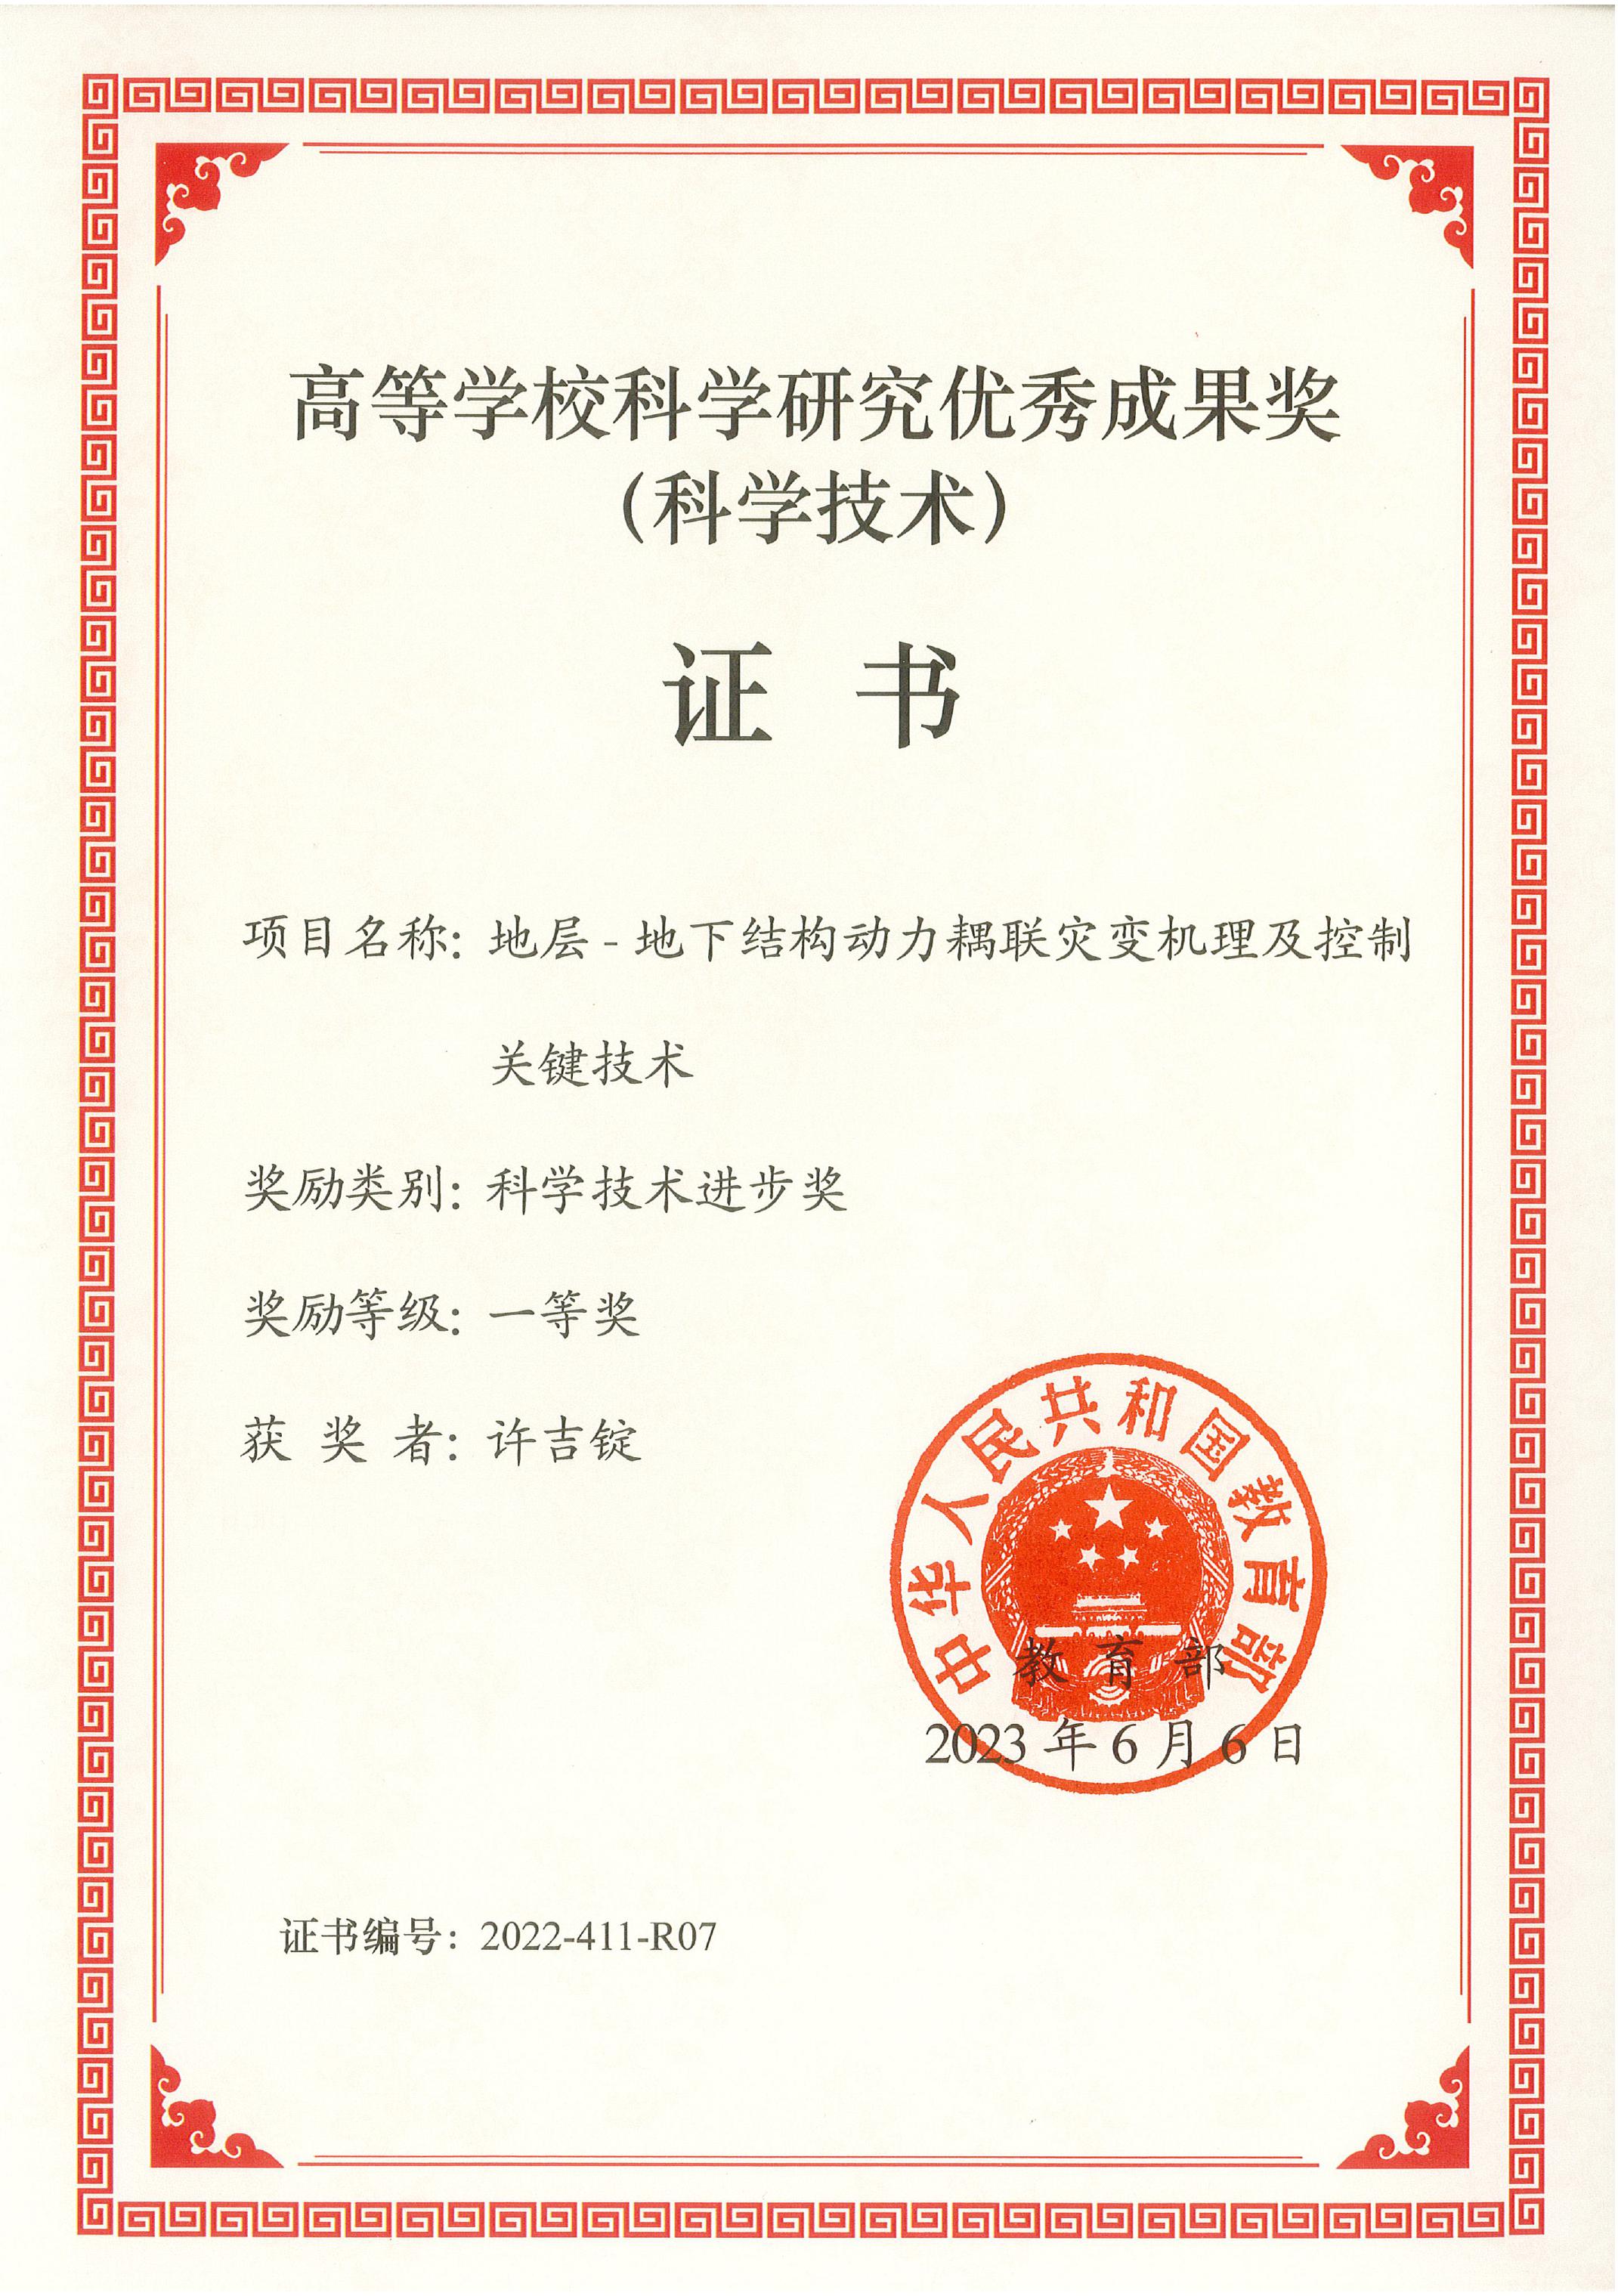 高等学校科学研究优秀成果奖
（科学技术）
证 书
项目名称：地层-地下结构动力耦联灾变机理及控制
关键技术
奖励类别：科学技术进步奖
奖励等级：一等奖
获 奖 者：许吉锭
中华人民共和国教育部
教 育 部
2023 年 6 月 6 日
证书编号：2022-411-R07